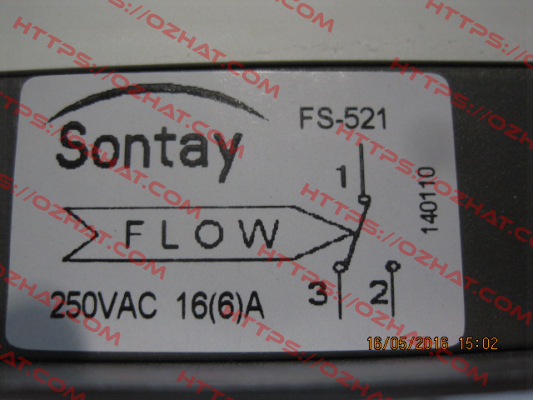 Sontay
FS-521
FLOW
1
3
2
140110
250VAC 16(6)A
16/05/2016 15:02
HTTPS://OZHAT.COM